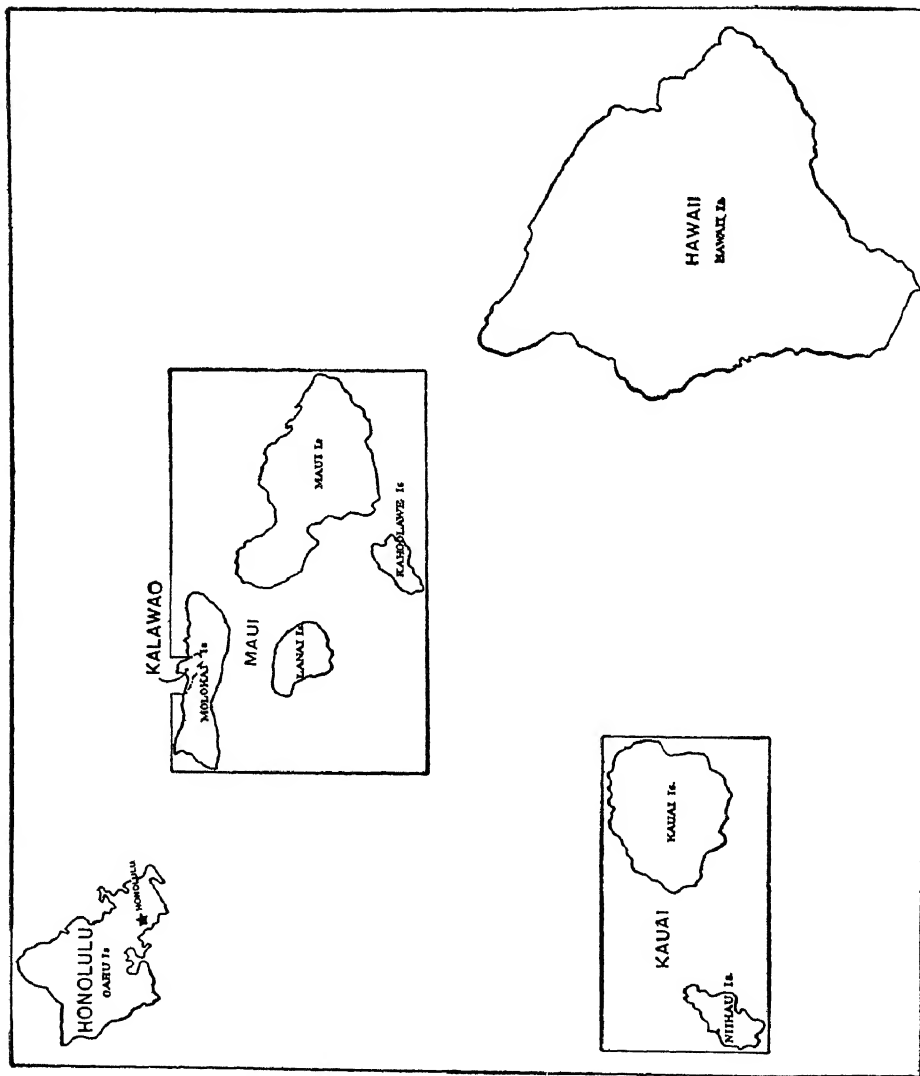 HONOLULU
OAHU Is
HONOLULU
KALAWAO
MOLOKAI Is
MAUI
LANAI Is
MAUI Is
KAHOOLAWE Is
KAUAI
KAUAI Is.
NIIHAU Is.
HAWAII
HAWAII Is.